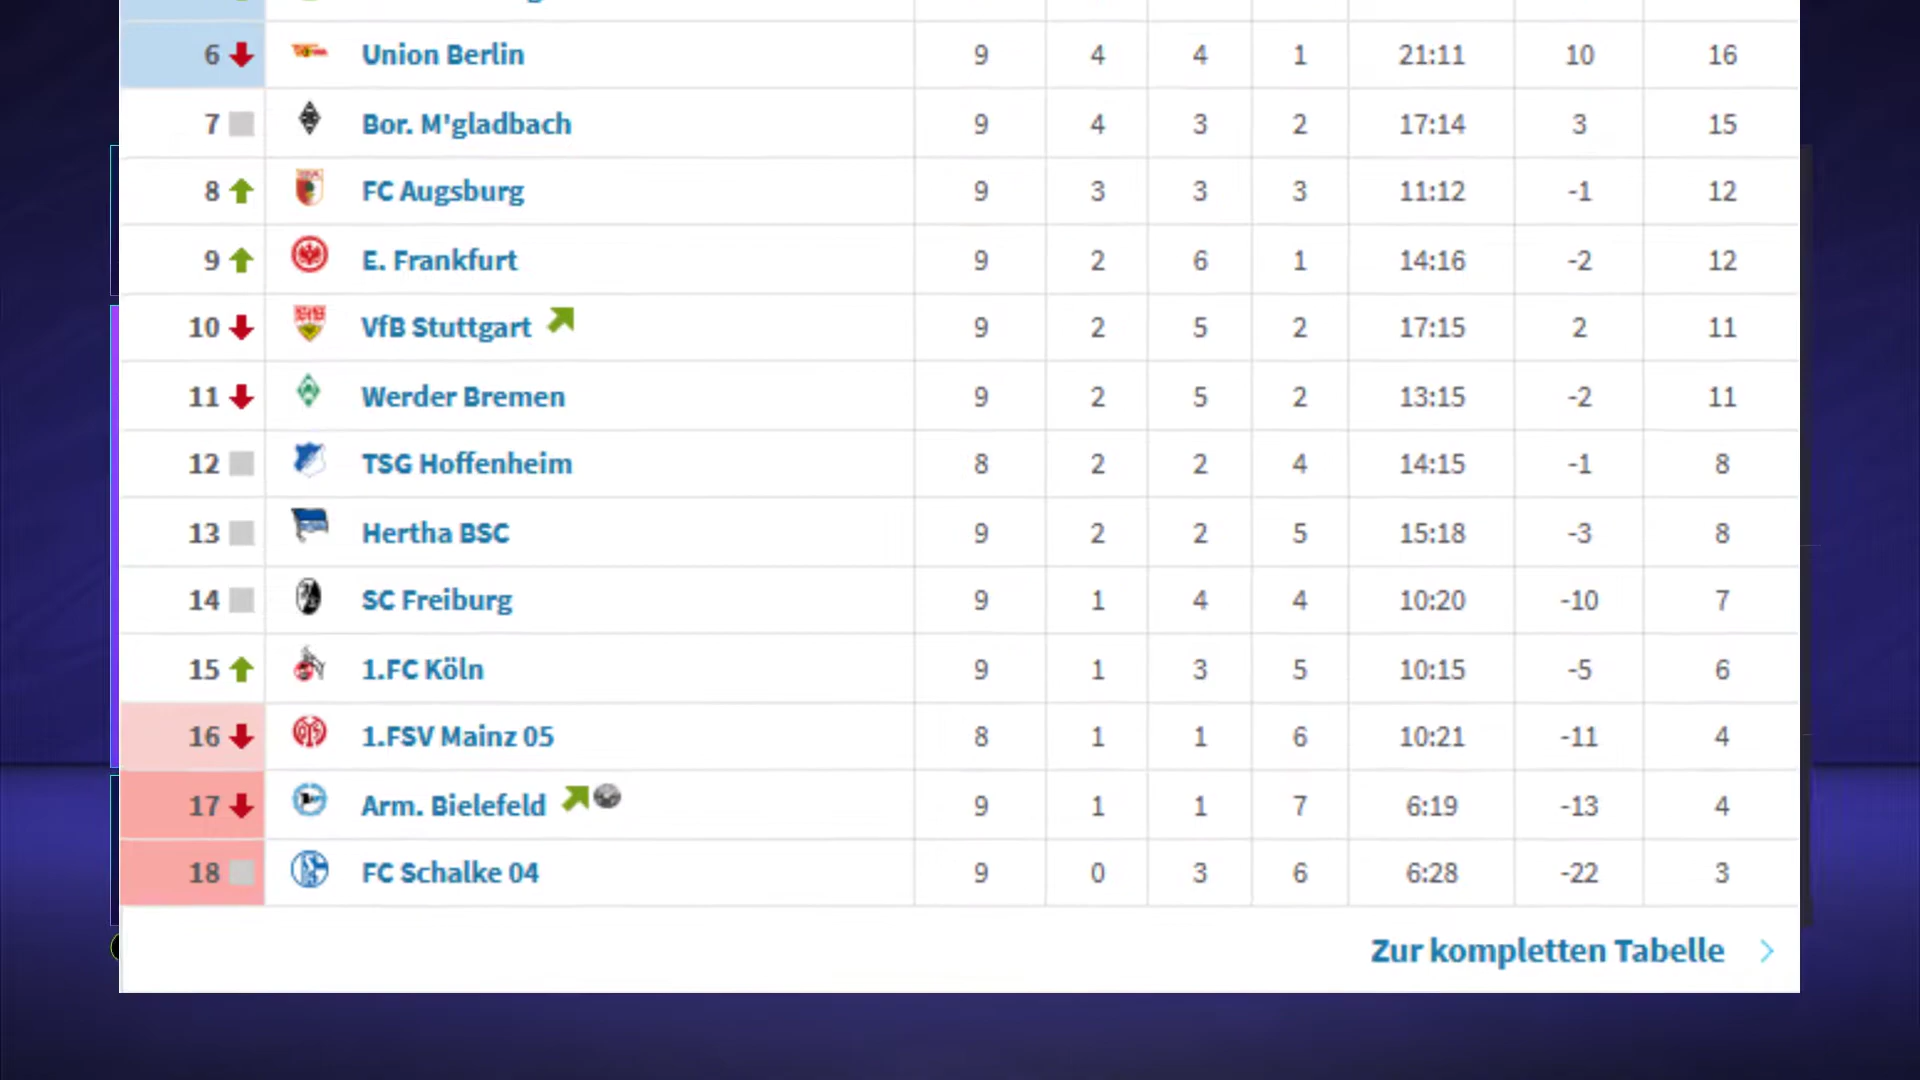 6 Union Berlin 9 4 4 1 21:11 10 16
7 Bor. M'gladbach 9 4 3 2 17:14 3 15
8 FC Augsburg 9 3 3 3 11:12 -1 12
9 E. Frankfurt 9 2 6 1 14:16 -2 12
10 VfB Stuttgart 9 2 5 2 17:15 2 11
11 Werder Bremen 9 2 5 2 13:15 -2 11
12 TSG Hoffenheim 8 2 2 4 14:15 -1 8
13 Hertha BSC 9 2 2 5 15:18 -3 8
14 SC Freiburg 9 1 4 4 10:20 -10 7
15 1.FC Köln 9 1 3 5 10:15 -5 6
16 1.FSV Mainz 05 8 1 1 6 10:21 -11 4
17 Arm. Bielefeld 9 1 1 7 6:19 -13 4
18 FC Schalke 04 9 0 3 6 6:28 -22 3
Zur kompletten Tabelle